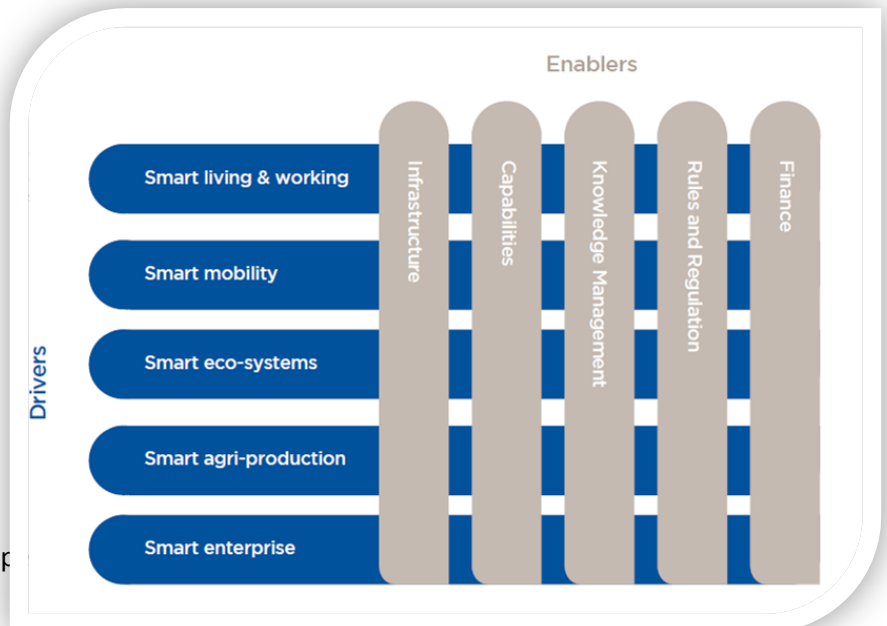 Enablers
Infrastructure
Capabilities
Knowledge Management
Rules and Regulation
Finance
Drivers
Smart living & working
Smart mobility
Smart eco-systems
Smart agri-production
Smart enterprise